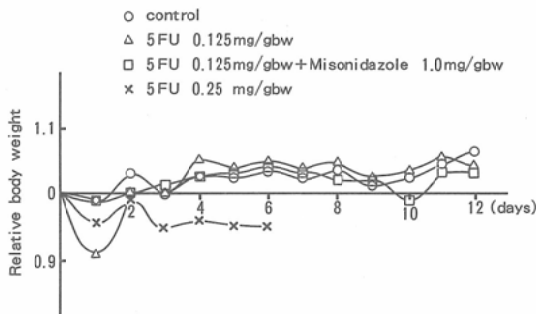 control
5FU 0.125mg/gbw
5FU 0.125mg/gbw+Misonidazole 1.0mg/gbw
5FU 0.25 mg/gbw
Relative body weight
1.1
0
0.9
2 4 6 8 10 12 (days)